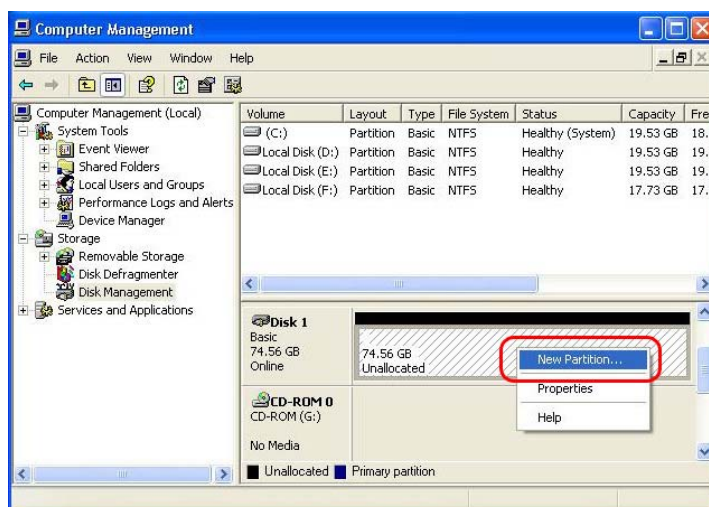 Computer Management
File Action View Window Help
Computer Management (Local)
System Tools
Event Viewer
Shared Folders
Local Users and Groups
Performance Logs and Alerts
Device Manager
Storage
Removable Storage
Disk Defragmenter
Disk Management
Services and Applications
Volume Layout Type File System Status Capacity Fre
(C:) Partition Basic NTFS Healthy (System) 19.53 GB 18.
Local Disk (D:) Partition Basic NTFS Healthy 19.53 GB 19.
Local Disk (E:) Partition Basic NTFS Healthy 19.53 GB 19.
Local Disk (F:) Partition Basic NTFS Healthy 17.73 GB 17.
Disk 1
Basic
74.56 GB
Online
74.56 GB
Unallocated
New Partition...
Properties
Help
CD-ROM 0
CD-ROM (G:)
No Media
Unallocated Primary partition